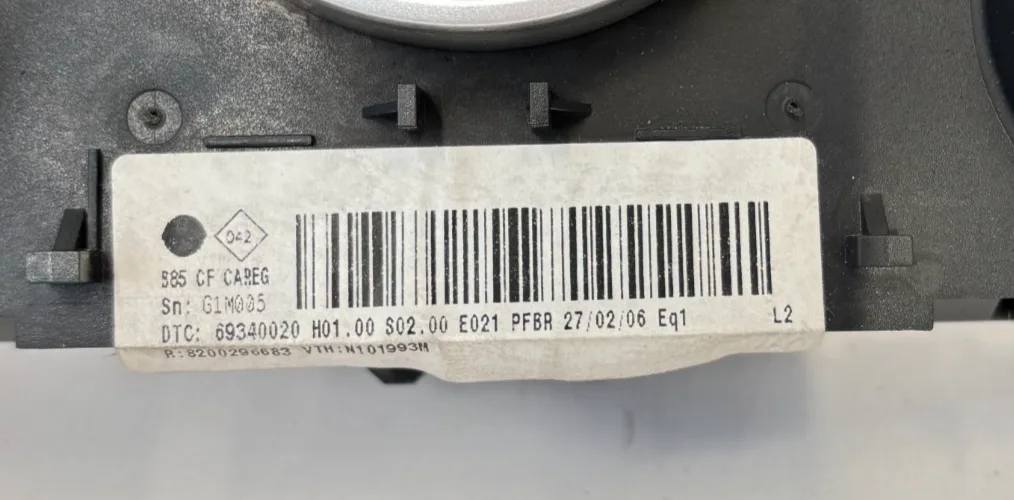 042
B85 CF CAREG
Sn: G1M005
DTC: 69340020 H01.00 S02.00 E021 PFBR 27/02/06 Eq1 L2
R:8200296683 VTH:N101993M